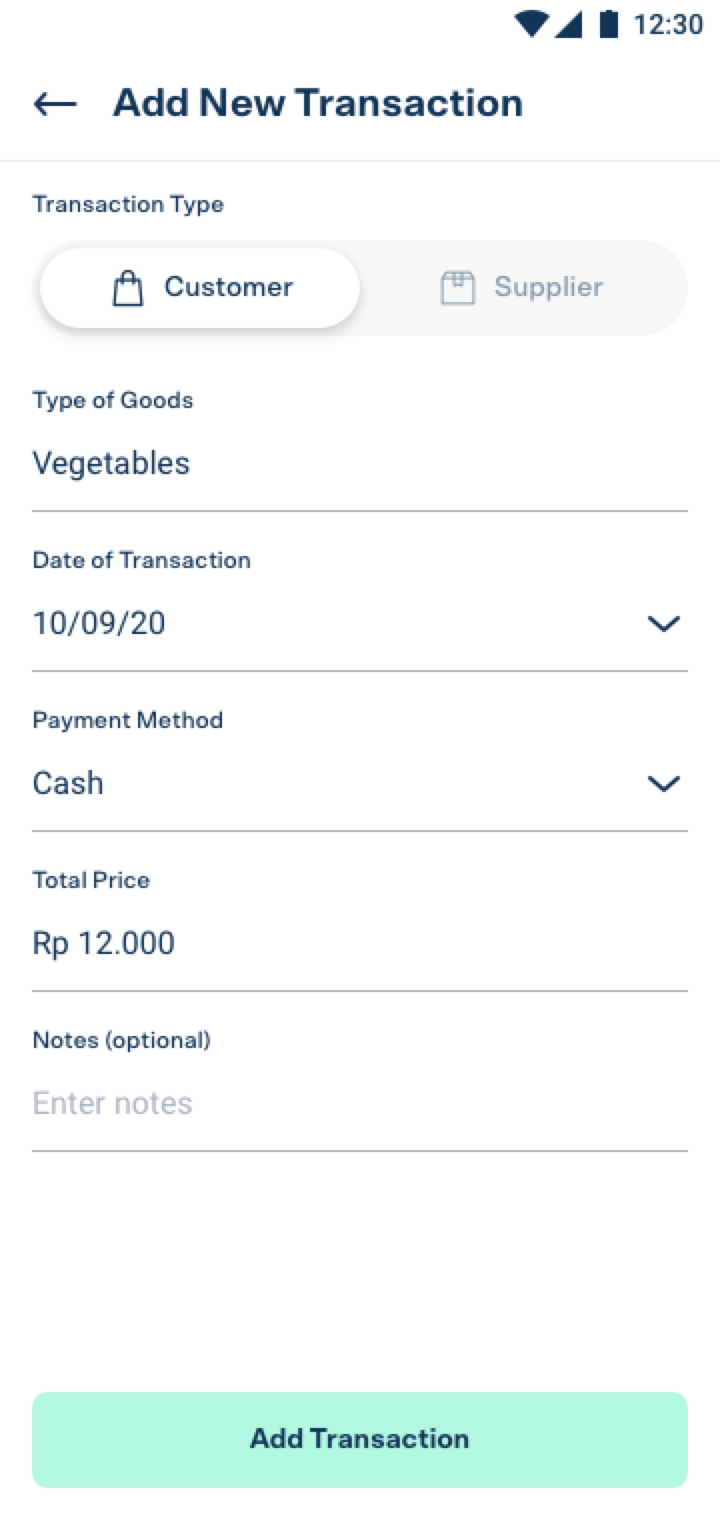 12:30
Add New Transaction
Transaction Type
Customer Supplier
Type of Goods
Vegetables
Date of Transaction
10/09/20
Payment Method
Cash
Total Price
Rp 12.000
Notes (optional)
Enter notes
Add Transaction